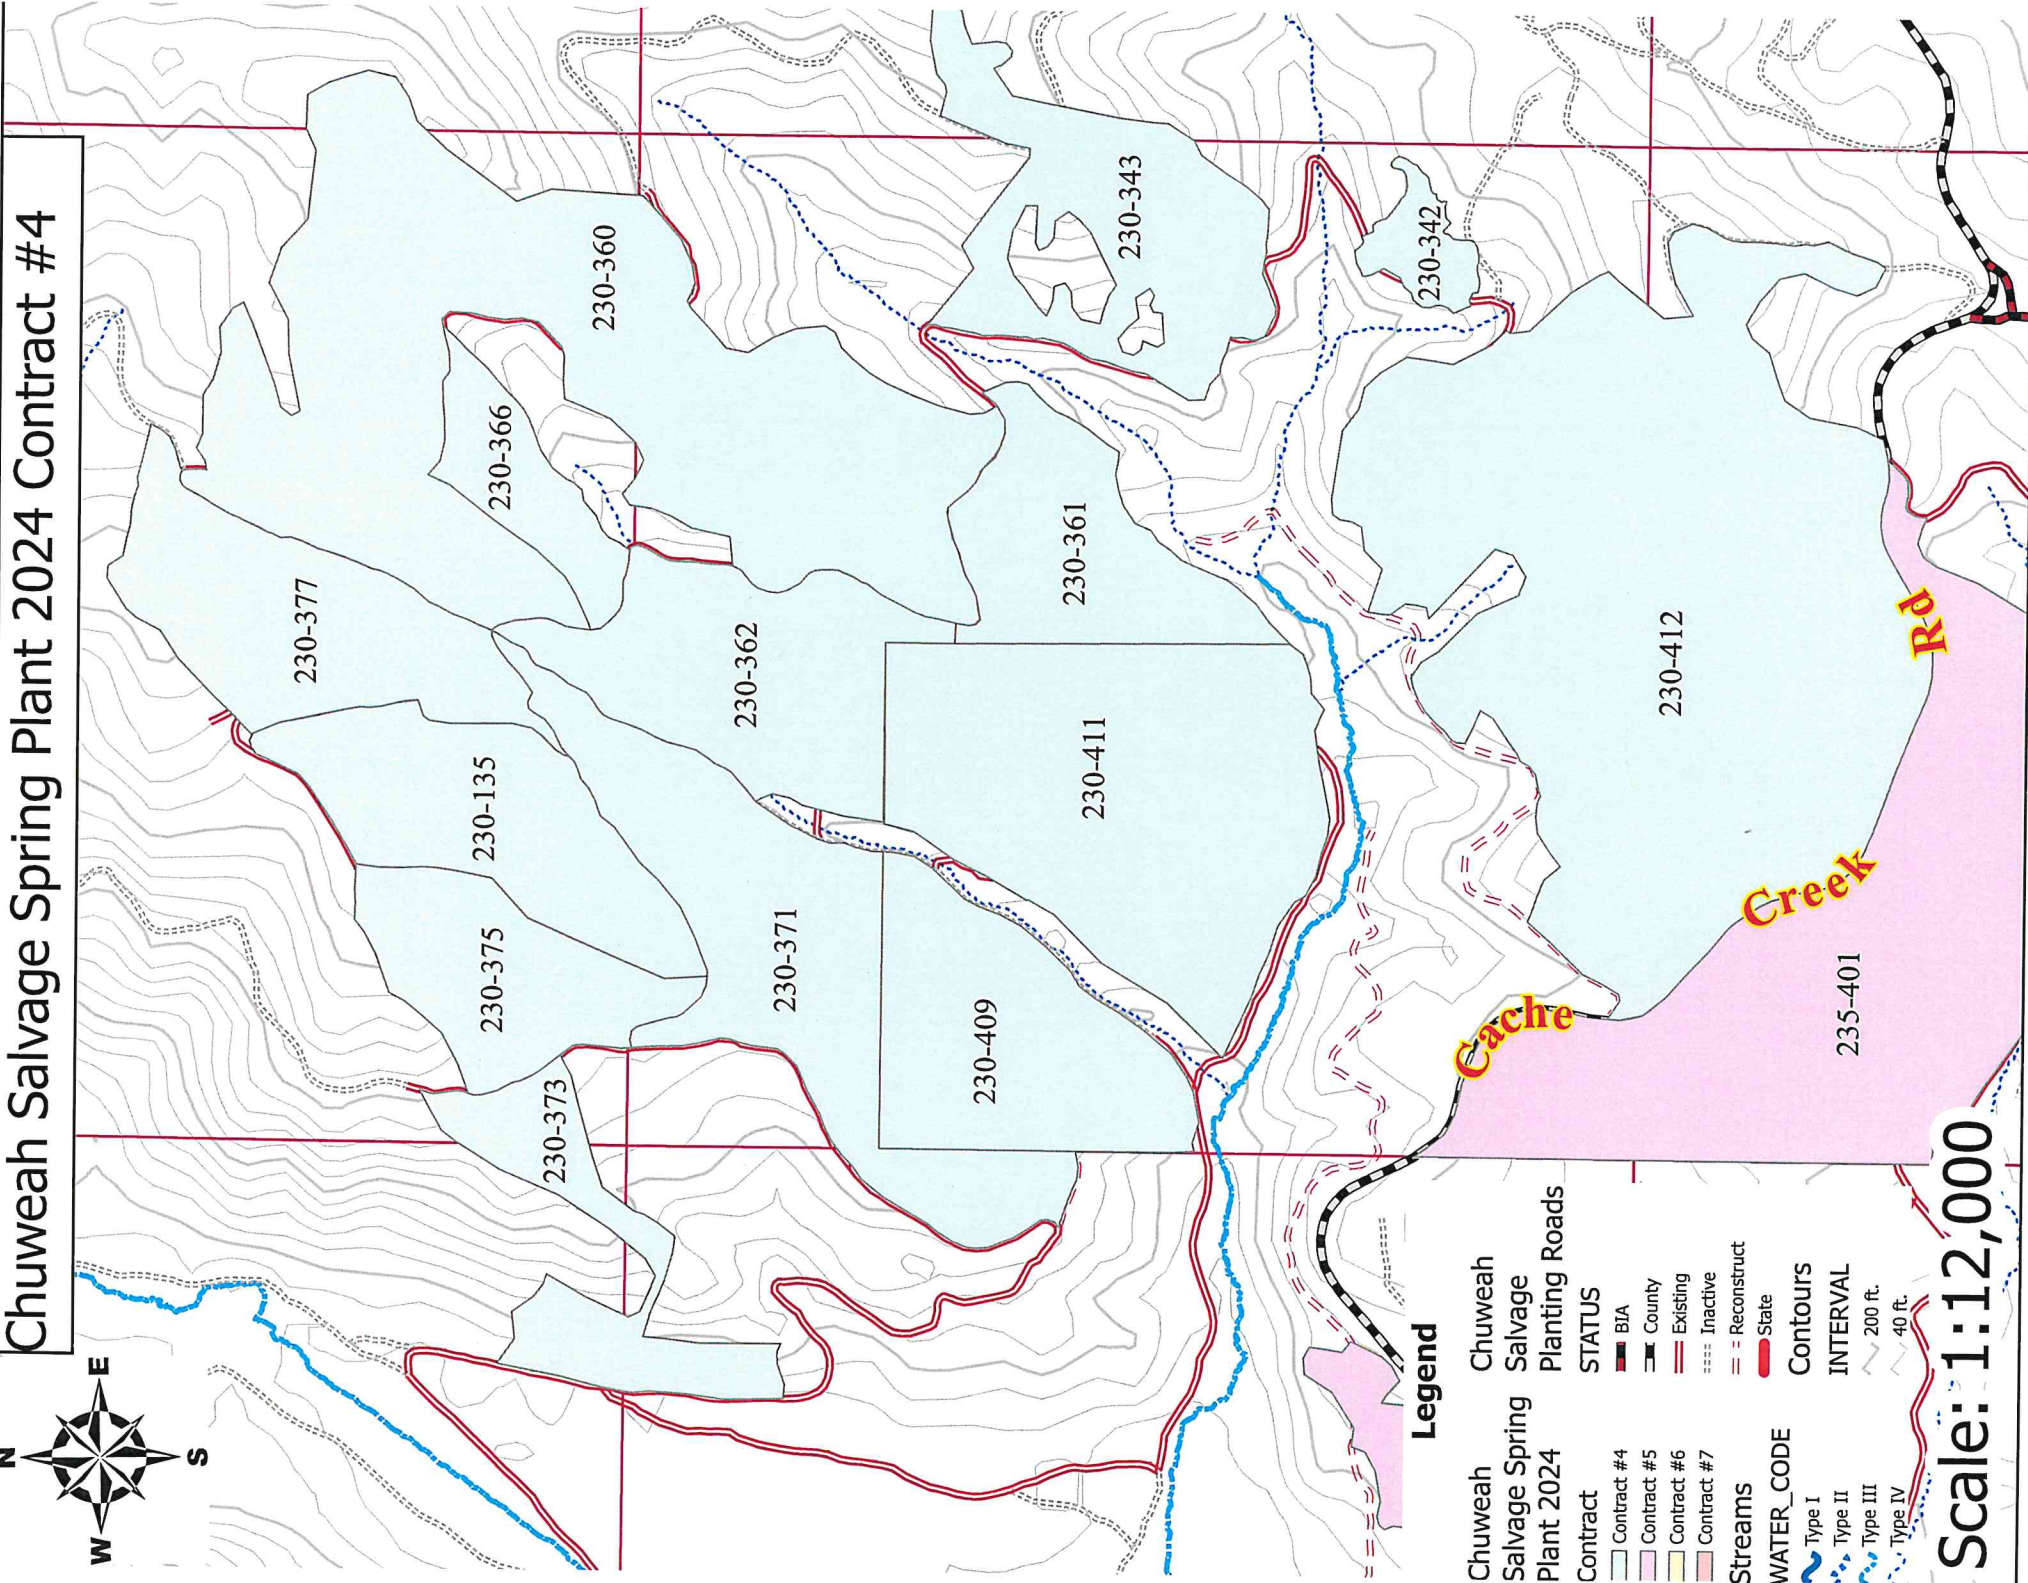 Chuweah Salvage Spring Plant 2024 Contract #4
N
W
E
S
230-377
230-360
230-366
230-135
230-375
230-362
230-373
230-371
230-361
230-343
230-342
230-411
230-409
230-412
235-401
Cache
Creek
Rd
Legend
Chuweah
Salvage Spring
Plant 2024
Contract
Contract #4
Contract #5
Contract #6
Contract #7
Streams
WATER_CODE
Type I
Type II
Type III
Type IV
Chuweah
Salvage
Planting Roads
STATUS
BIA
County
Existing
Inactive
Reconstruct
State
Contours
INTERVAL
200 ft.
40 ft.
Scale: 1:12,000